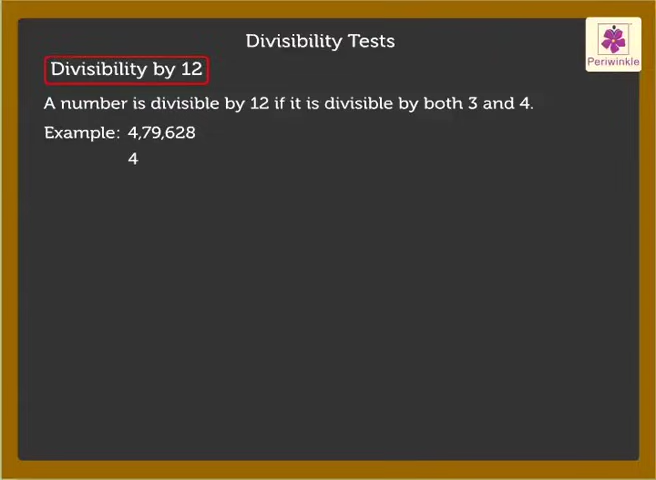 Divisibility Tests
Periwinkle
Divisibility by 12
A number is divisible by 12 if it is divisible by both 3 and 4.
Example: 4,79,628
4